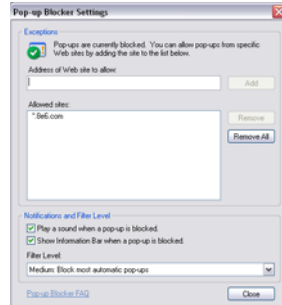 Pop-up Blocker Settings
Exceptions
Pop-ups are currently blocked. You can allow pop-ups from specific
Web sites by adding the site to the list below.
Address of Web site to allow:
Add
Allowed sites:
Remove
Remove All
Notifications and Filter Level
Play a sound when a pop-up is blocked.
Show Information Bar when a pop-up is blocked.
Filter Level:
Medium: Block most automatic pop-ups
Pop-up Blocker FAQ
Close